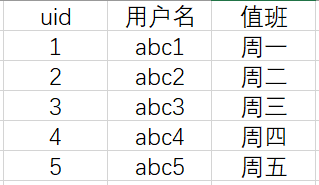 uid 用户名 值班
1 abc1 周一
2 abc2 周二
3 abc3 周三
4 abc4 周四
5 abc5 周五